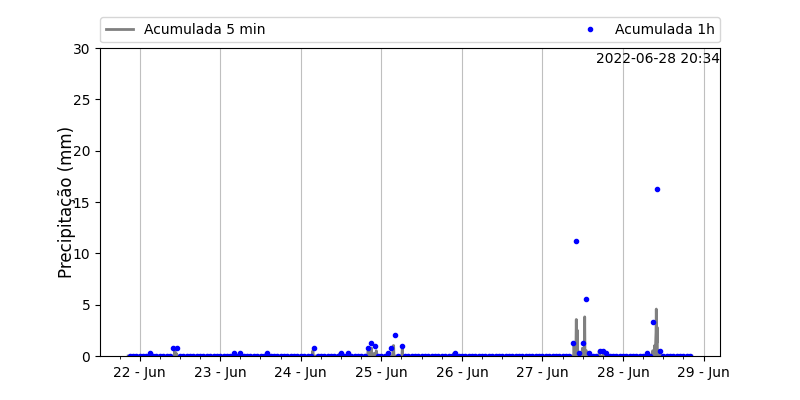 Acumulada 5 min
Acumulada 1h
2022-06-28 20:34
Precipitação (mm)
30
25
20
15
10
5
0
22 - Jun
23 - Jun
24 - Jun
25 - Jun
26 - Jun
27 - Jun
28 - Jun
29 - Jun